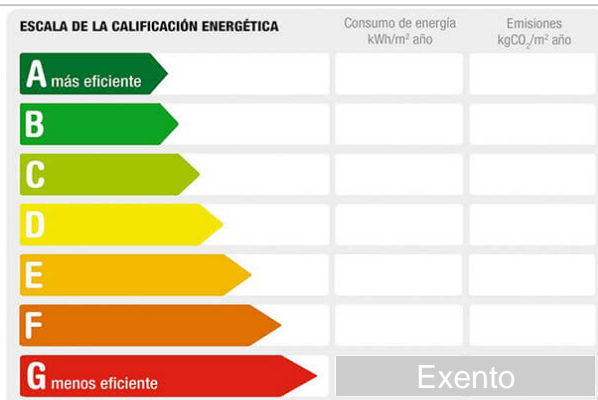 ESCALA DE LA CALIFICACIÓN ENERGÉTICA
Consumo de energía
kWh/m² año
Emisiones
kgCO₂/m² año
A más eficiente
B
C
D
E
F
G menos eficiente
Exento